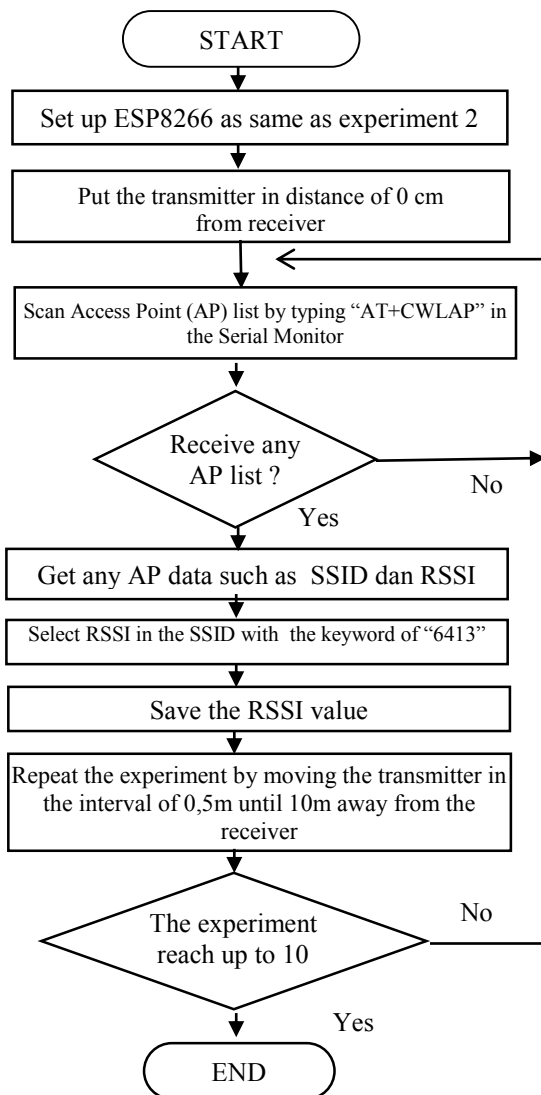 START
Set up ESP8266 as same as experiment 2
Put the transmitter in distance of 0 cm
from receiver
Scan Access Point (AP) list by typing “AT+CWLAP” in
the Serial Monitor
Receive any
AP list ?
No
Yes
Get any AP data such as SSID dan RSSI
Select RSSI in the SSID with the keyword of “6413”
Save the RSSI value
Repeat the experiment by moving the transmitter in
the interval of 0,5m until 10m away from the
receiver
The experiment
reach up to 10
No
Yes
END